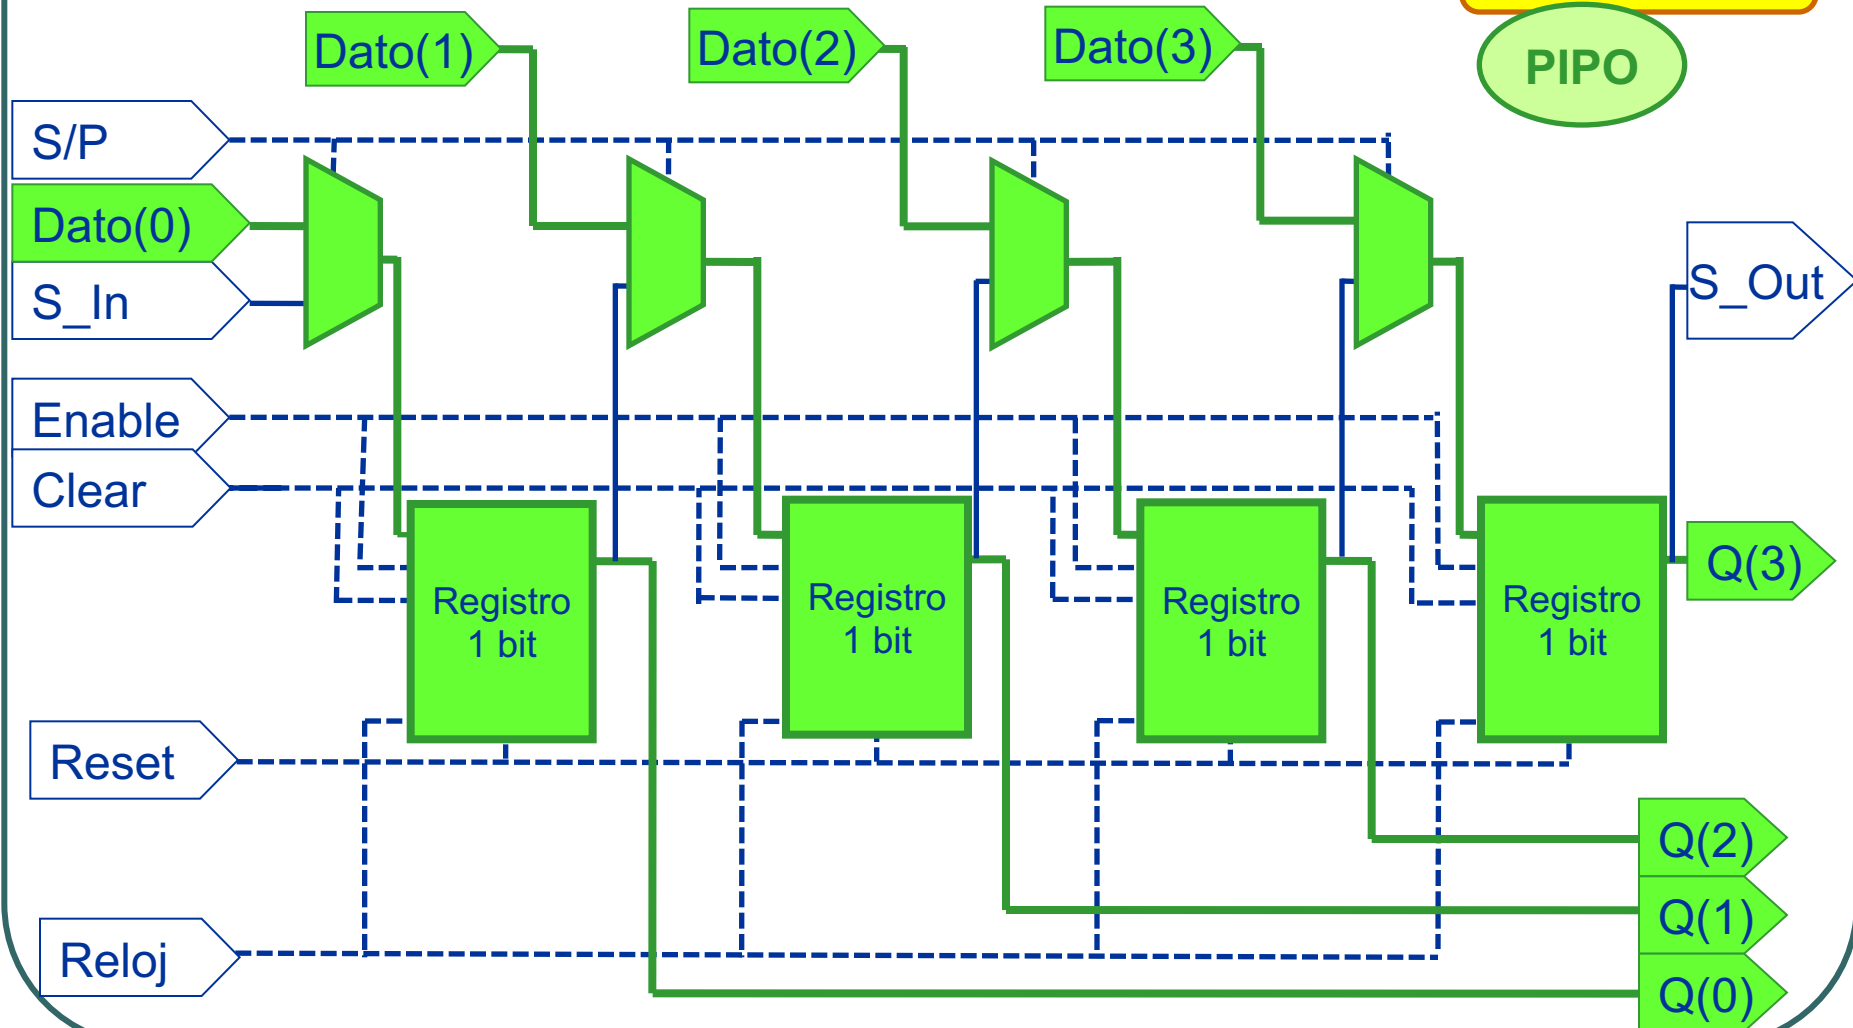 Dato(1)
Dato(2)
Dato(3)
PIPO
S/P
Dato(0)
S_In
S_Out
Enable
Clear
Registro
1 bit
Registro
1 bit
Registro
1 bit
Registro
1 bit
Q(3)
Reset
Q(2)
Q(1)
Reloj
Q(0)